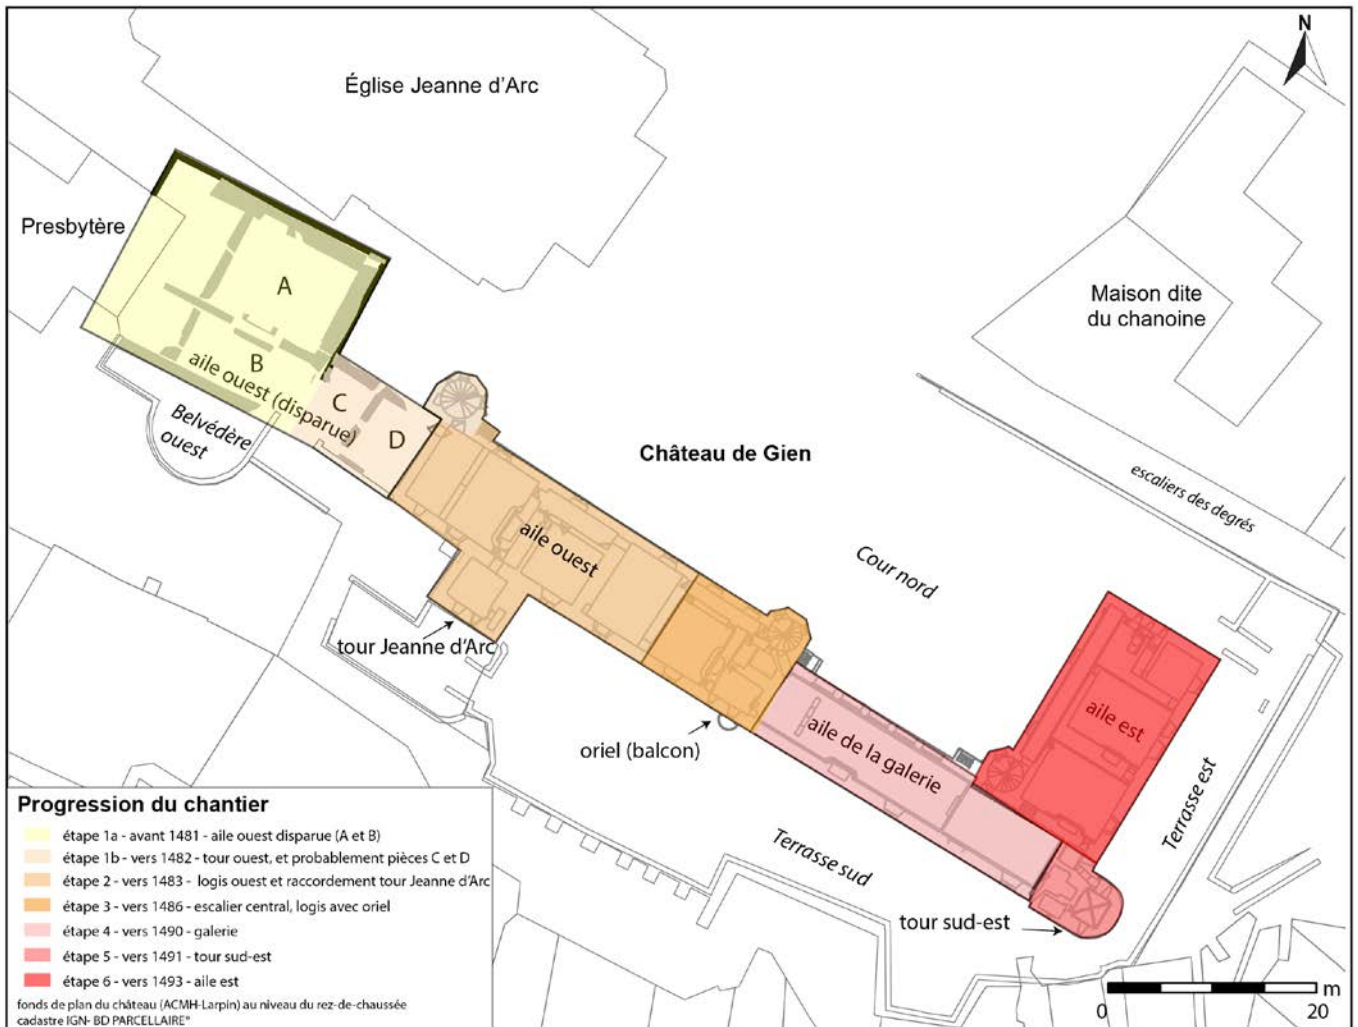 N
Église Jeanne d'Arc
Presbytère
A
Maison dite
du chanoine
B
aile ouest (disparue)
C
D
Belvédère
ouest
Château de Gien
escaliers des degrés
aile ouest
Cour nord
tour Jeanne d'Arc
aile est
oriel (balcon)
aile de la galerie
Terrasse est
Terrasse sud
tour sud-est
Progression du chantier
étape 1a - avant 1481 - aile ouest disparue (A et B)
étape 1b - vers 1482 - tour ouest, et probablement pièces C et D
étape 2 - vers 1483 - logis ouest et raccordement tour Jeanne d'Arc
étape 3 - vers 1486 - escalier central, logis avec oriel
étape 4 - vers 1490 - galerie
étape 5 - vers 1491 - tour sud-est
étape 6 - vers 1493 - aile est
fonds de plan du château (ACMH-Larpin) au niveau du rez-de-chaussée
cadastre IGN- BD PARCELLAIRE®
m
0 20